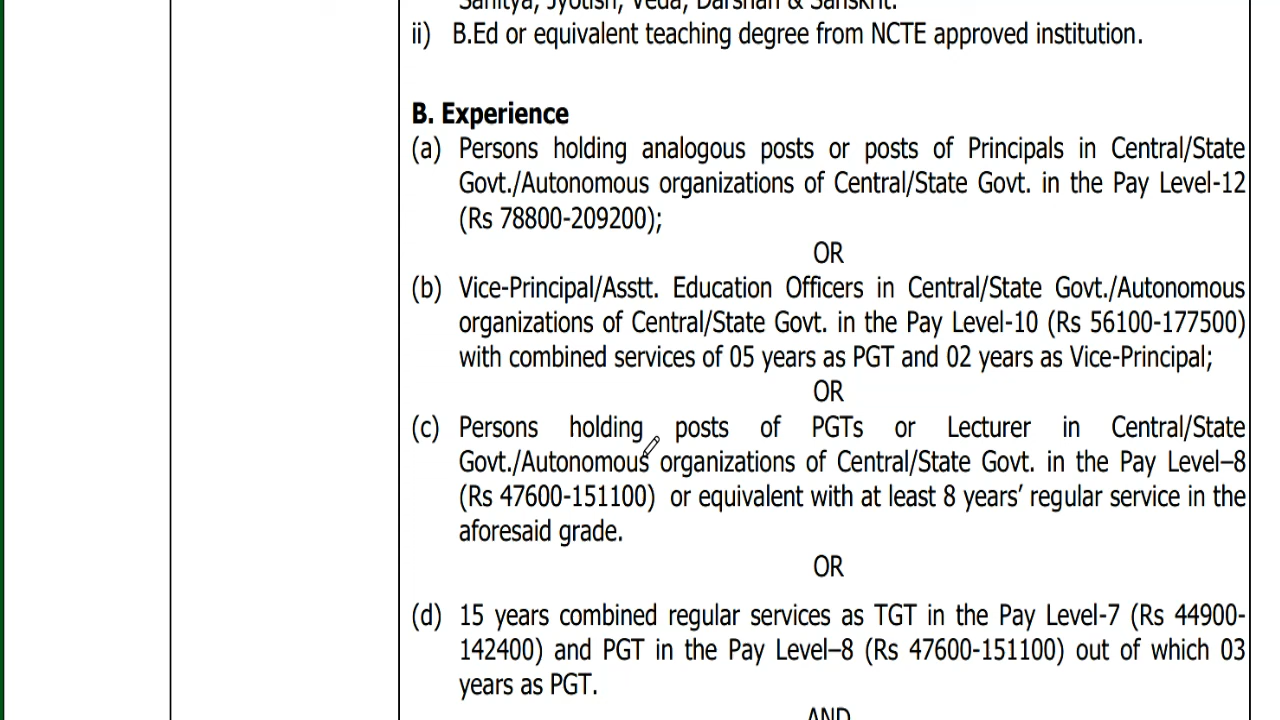 Sahitya, Jyotish, Veda, Darshan & Sanskrit.
ii) B.Ed or equivalent teaching degree from NCTE approved institution.
B. Experience
(a) Persons holding analogous posts or posts of Principals in Central/State
Govt./Autonomous organizations of Central/State Govt. in the Pay Level-12
(Rs 78800-209200);
OR
(b) Vice-Principal/Asstt. Education Officers in Central/State Govt./Autonomous
organizations of Central/State Govt. in the Pay Level-10 (Rs 56100-177500)
with combined services of 05 years as PGT and 02 years as Vice-Principal;
OR
(c) Persons holding posts of PGTs or Lecturer in Central/State
Govt./Autonomous organizations of Central/State Govt. in the Pay Level–8
(Rs 47600-151100) or equivalent with at least 8 years’ regular service in the
aforesaid grade.
OR
(d) 15 years combined regular services as TGT in the Pay Level-7 (Rs 44900-
142400) and PGT in the Pay Level–8 (Rs 47600-151100) out of which 03
years as PGT.
AND